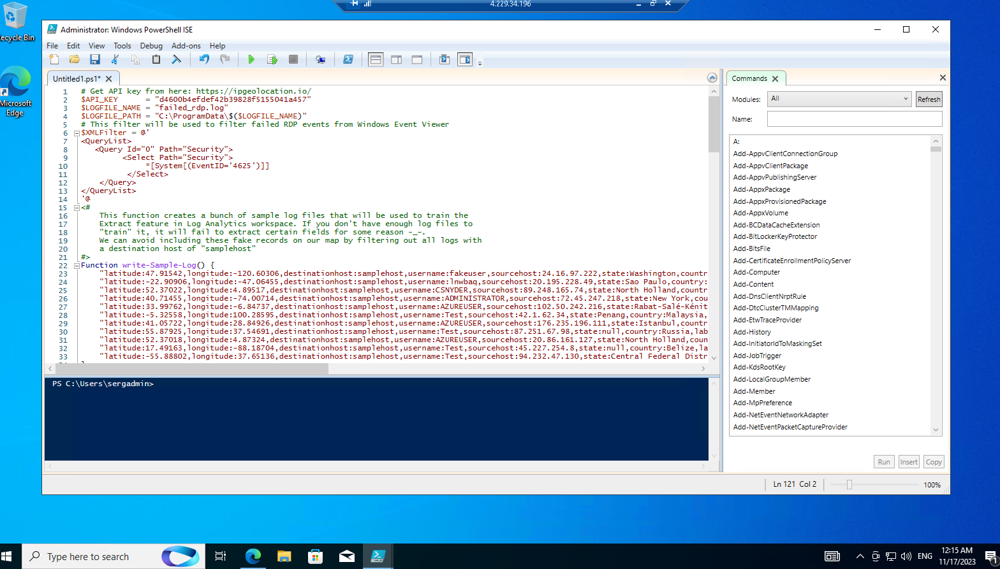 4.229.34.196
Recycle Bin
Microsoft
Edge
Administrator: Windows PowerShell ISE
File Edit View Tools Debug Add-ons Help
Untitled1.ps1*
1 # Get API key from here: https://ipgeolocation.io/
2 $API_KEY = "d4600b4efdef42b39828f5155041a457"
3 $LOGFILE_NAME = "failed_rdp.log"
4 $LOGFILE_PATH = "C:\ProgramData\$($LOGFILE_NAME)"
5 # This filter will be used to filter failed RDP events from Windows Event Viewer
6 $XMLFilter = @'
7 <QueryList>
8 <Query Id="0" Path="Security">
9 <Select Path="Security">
10 *[System[(EventID='4625')]]
11 </Select>
12 </Query>
13 </QueryList>
14 '@
15 <#
16 This function creates a bunch of sample log files that will be used to train the
17 Extract feature in Log Analytics workspace. If you don't have enough log files to
18 "train" it, it will fail to extract certain fields for some reason -_-.
19 We can avoid including these fake records on our map by filtering out all logs with
20 a destination host of "samplehost"
21 #>
22 Function write-Sample-Log() {
23 "latitude:47.91542,longitude:-120.60306,destinationhost:samplehost,username:fakeuser,sourcehost:24.16.97.222,state:Washington,countr
24 "latitude:-22.90906,longitude:-47.06455,destinationhost:samplehost,username:lnwbaq,sourcehost:20.195.228.49,state:Sao Paulo,country:
25 "latitude:52.37022,longitude:4.89517,destinationhost:samplehost,username:CSNYDER,sourcehost:89.248.165.74,state:North Holland,countr
26 "latitude:40.71455,longitude:-74.00714,destinationhost:samplehost,username:ADMINISTRATOR,sourcehost:72.45.247.218,state:New York,cou
27 "latitude:33.99762,longitude:-6.84737,destinationhost:samplehost,username:AZUREUSER,sourcehost:102.50.242.216,state:Rabat-Salé-Kénit
28 "latitude:-5.32558,longitude:100.28595,destinationhost:samplehost,username:Test,sourcehost:42.1.62.34,state:Penang,country:Malaysia,
29 "latitude:41.05722,longitude:28.84926,destinationhost:samplehost,username:AZUREUSER,sourcehost:176.235.196.111,state:Istanbul,countr
30 "latitude:55.87925,longitude:37.54691,destinationhost:samplehost,username:Test,sourcehost:87.251.67.98,state:null,country:Russia,lab
31 "latitude:52.37018,longitude:4.87324,destinationhost:samplehost,username:AZUREUSER,sourcehost:20.86.161.127,state:North Holland,coun
32 "latitude:17.49163,longitude:-88.18704,destinationhost:samplehost,username:Test,sourcehost:45.227.254.8,state:null,country:Belize,la
33 "latitude:-55.88802,longitude:37.65136,destinationhost:samplehost,username:Test,sourcehost:94.232.47.130,state:Central Federal Distr
PS C:\Users\sergadmin>
Commands
Modules: All Refresh
Name:
A:
Add-AppvClientConnectionGroup
Add-AppvClientPackage
Add-AppvPublishingServer
Add-AppxPackage
Add-AppxProvisionedPackage
Add-AppxVolume
Add-BCDataCacheExtension
Add-BitLockerKeyProtector
Add-BitsFile
Add-CertificateEnrollmentPolicyServer
Add-Computer
Add-Content
Add-DnsClientNrptRule
Add-DtcClusterTMMapping
Add-EtwTraceProvider
Add-History
Add-InitiatorIdToMaskingSet
Add-JobTrigger
Add-KdsRootKey
Add-LocalGroupMember
Add-Member
Add-MpPreference
Add-NetEventNetworkAdapter
Add-NetEventPacketCaptureProvider
Run Insert Copy
Ln 121 Col 2 100%
Type here to search
ENG
12:15 AM
11/17/2023
1